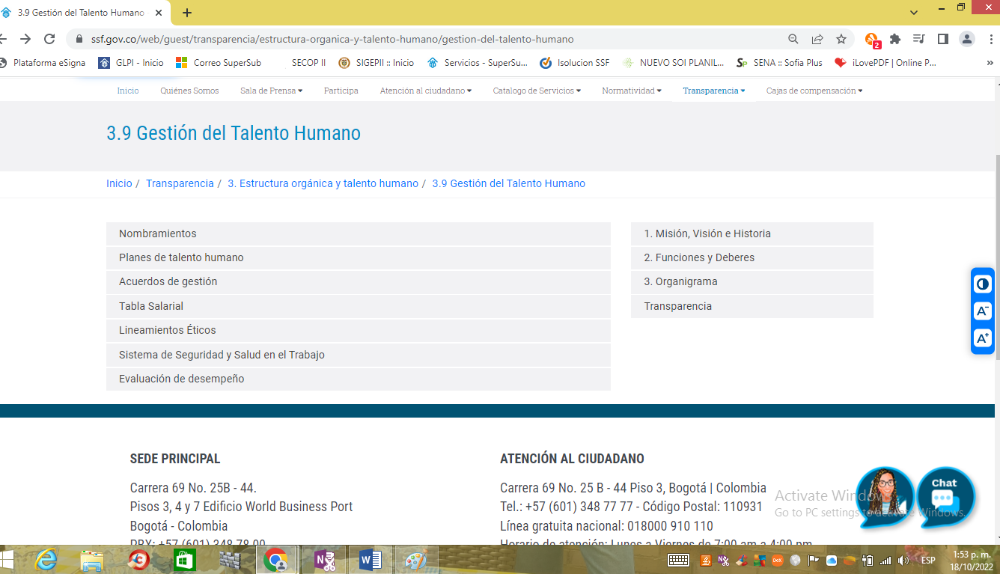 3.9 Gestión del Talento Humano
ssf.gov.co/web/guest/transparencia/estructura-organica-y-talento-humano/gestion-del-talento-humano
2
Plataforma eSigna GLPI - Inicio Correo SuperSub SECOP II SIGEPII :: Inicio Servicios - SuperSu... Isolucion SSF NUEVO SOI PLANIL... SENA :: Sofia Plus iLovePDF | Online P... »
Inicio Quiénes Somos Sala de Prensa Participa Atención al ciudadano Catalogo de Servicios Normatividad Transparencia Cajas de compensación
3.9 Gestión del Talento Humano
Inicio / Transparencia / 3. Estructura orgánica y talento humano / 3.9 Gestión del Talento Humano
Nombramientos
Planes de talento humano
Acuerdos de gestión
Tabla Salarial
Lineamientos Éticos
Sistema de Seguridad y Salud en el Trabajo
Evaluación de desempeño
1. Misión, Visión e Historia
2. Funciones y Deberes
3. Organigrama
Transparencia
A-
A+
SEDE PRINCIPAL
Carrera 69 No. 25B - 44.
Pisos 3, 4 y 7 Edificio World Business Port
Bogotá - Colombia
PBX: +57 (601) 348 78 00
ATENCIÓN AL CIUDADANO
Carrera 69 No. 25 B - 44 Piso 3, Bogotá | Colombia
Tel.: +57 (601) 348 77 77 - Código Postal: 110931
Línea gratuita nacional: 018000 910 110
Horario de atención: Lunes a Viernes de 7:00 am a 4:00 pm
Chat
Activate Windows
Go to PC settings to activate Windows.
ESP
1:53 p. m.
18/10/2022